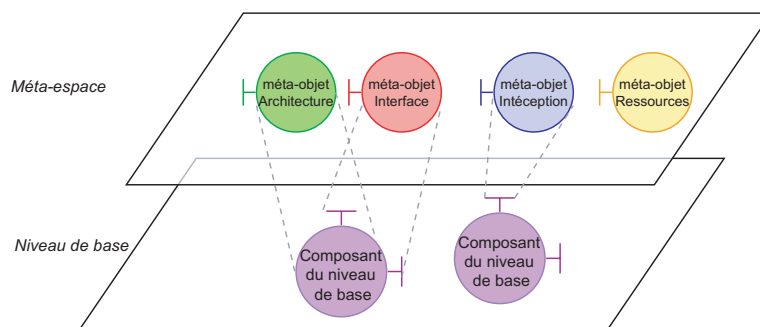 Méta-espace
méta-objet
Architecture
méta-objet
Interface
méta-objet
Intéception
méta-objet
Ressources
Niveau de base
Composant
du niveau
de base
Composant
du niveau
de base